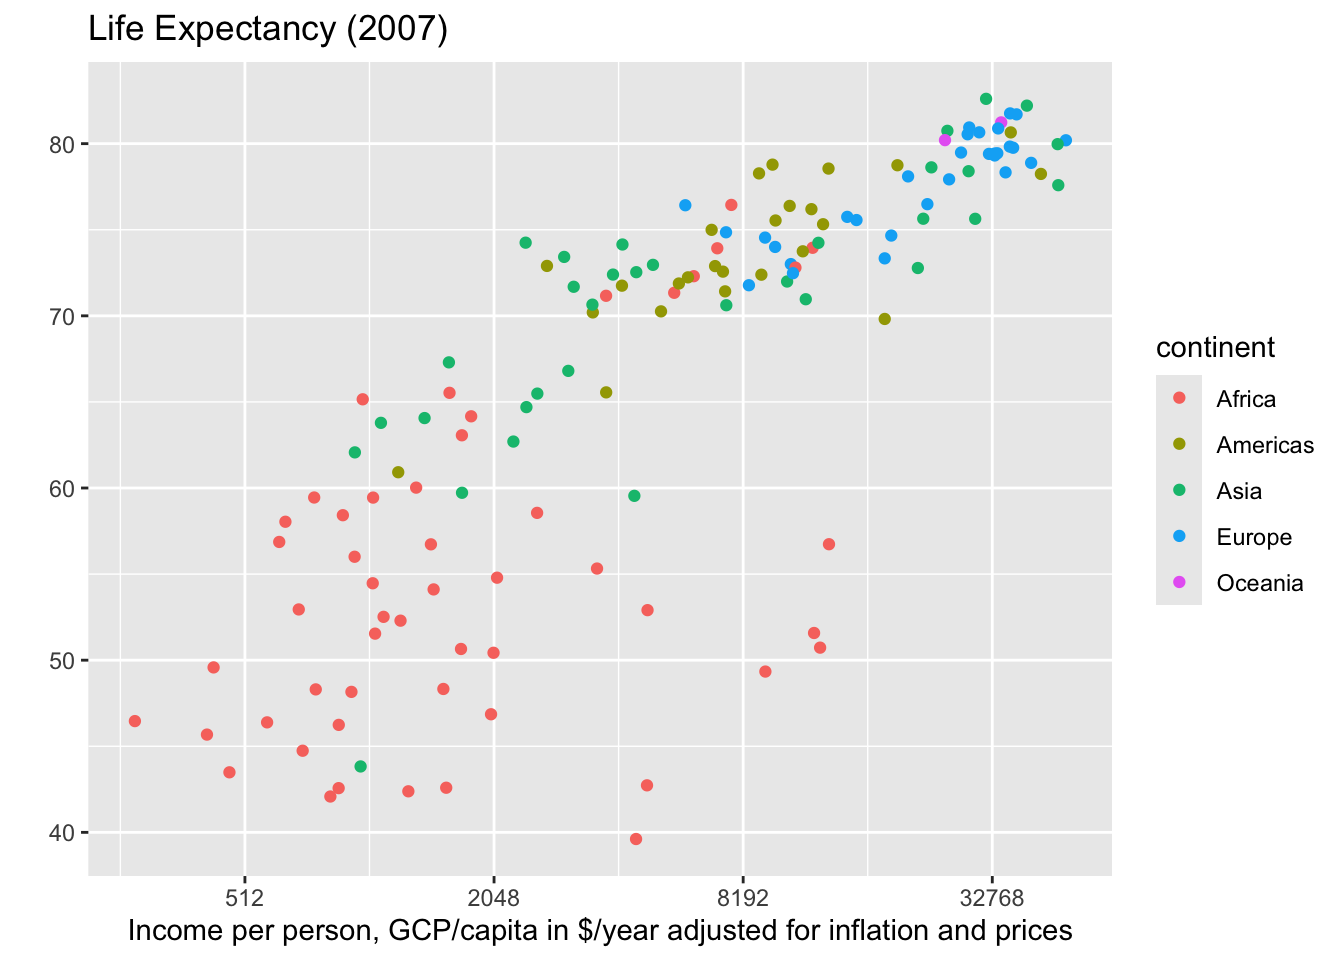 Life Expectancy (2007)
80
70
60
50
40
512 2048 8192 32768
Income per person, GCP/capita in $/year adjusted for inflation and prices
continent
Africa
Americas
Asia
Europe
Oceania